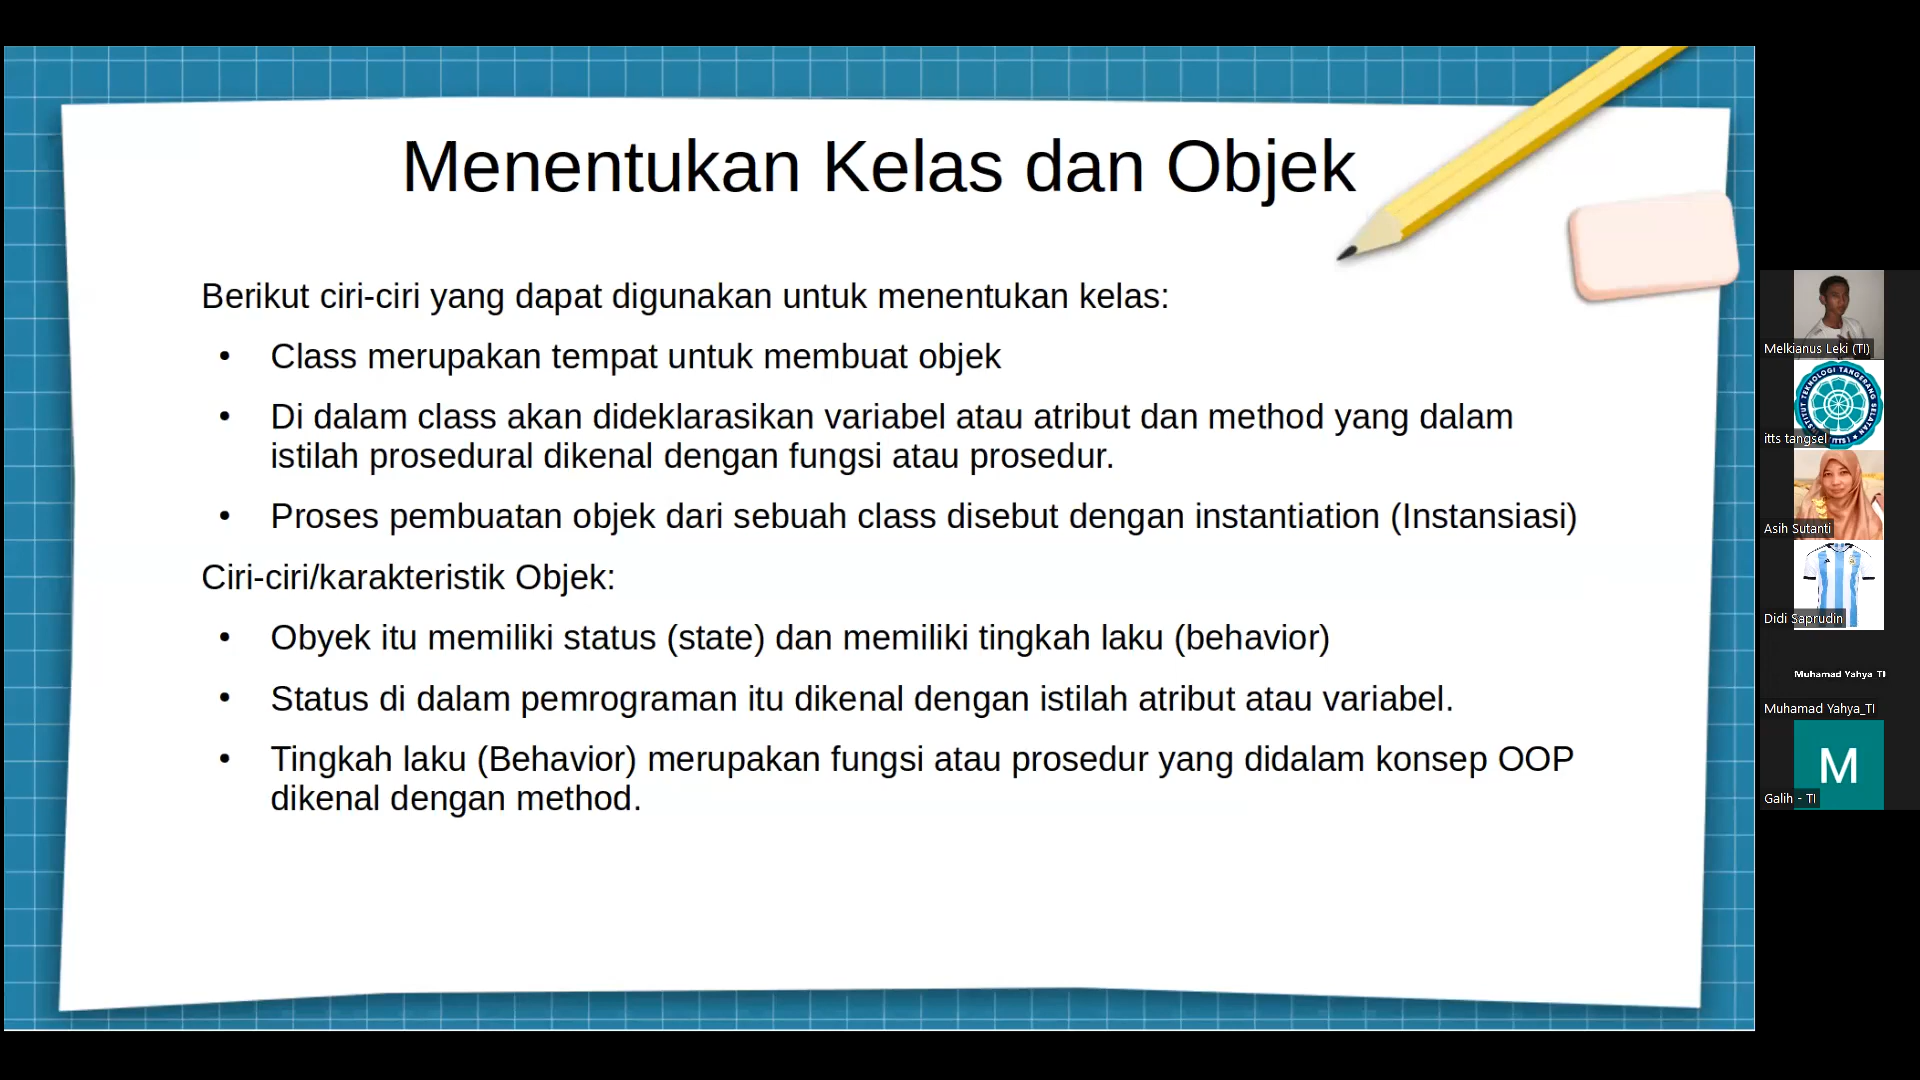 Menentukan Kelas dan Objek
Berikut ciri-ciri yang dapat digunakan untuk menentukan kelas:
• Class merupakan tempat untuk membuat objek
• Di dalam class akan dideklarasikan variabel atau atribut dan method yang dalam
istilah prosedural dikenal dengan fungsi atau prosedur.
• Proses pembuatan objek dari sebuah class disebut dengan instantiation (Instansiasi)
Ciri-ciri/karakteristik Objek:
• Obyek itu memiliki status (state) dan memiliki tingkah laku (behavior)
• Status di dalam pemrograman itu dikenal dengan istilah atribut atau variabel.
• Tingkah laku (Behavior) merupakan fungsi atau prosedur yang didalam konsep OOP
dikenal dengan method.
Melkianus Leki (TI)
INSTITUT TEKNOLOGI TANGERANG SELATAN
itts tangsel
Asih Sutanti
Didi Saprudin
Muhamad Yahya TI
Muhamad Yahya_TI
M
Galih - TI